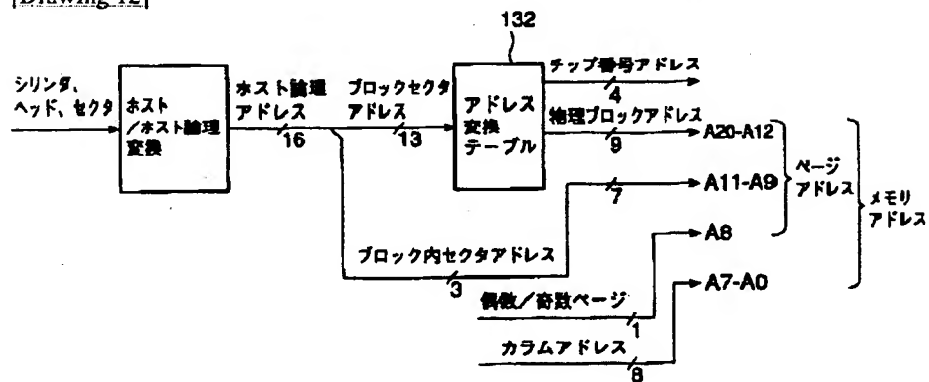 [Drawing 12]
132
シリンダ、
ヘッド、セクタ
ホスト
/ホスト論理
変換
ホスト論理
アドレス
16
ブロックセクタ
アドレス
13
アドレス
変換
テーブル
チップ番号アドレス
4
物理ブロックアドレス
9
A20-A12
7
A11-A9
A8
A7-A0
ページ
アドレス
メモリ
アドレス
ブロック内セクタアドレス
3
偶数/奇数ページ
1
カラムアドレス
8